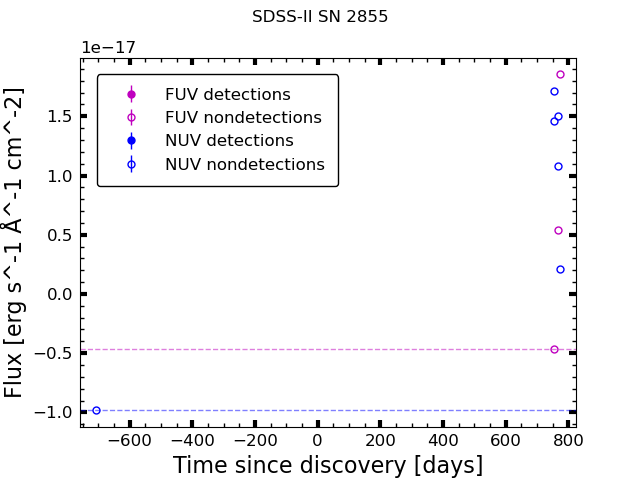 SDSS-II SN 2855
1e−17
FUV detections
FUV nondetections
NUV detections
NUV nondetections
1.5
1.0
0.5
0.0
−0.5
−1.0
Flux [erg s^-1 Å^-1 cm^-2]
−600 −400 −200 0 200 400 600 800
Time since discovery [days]